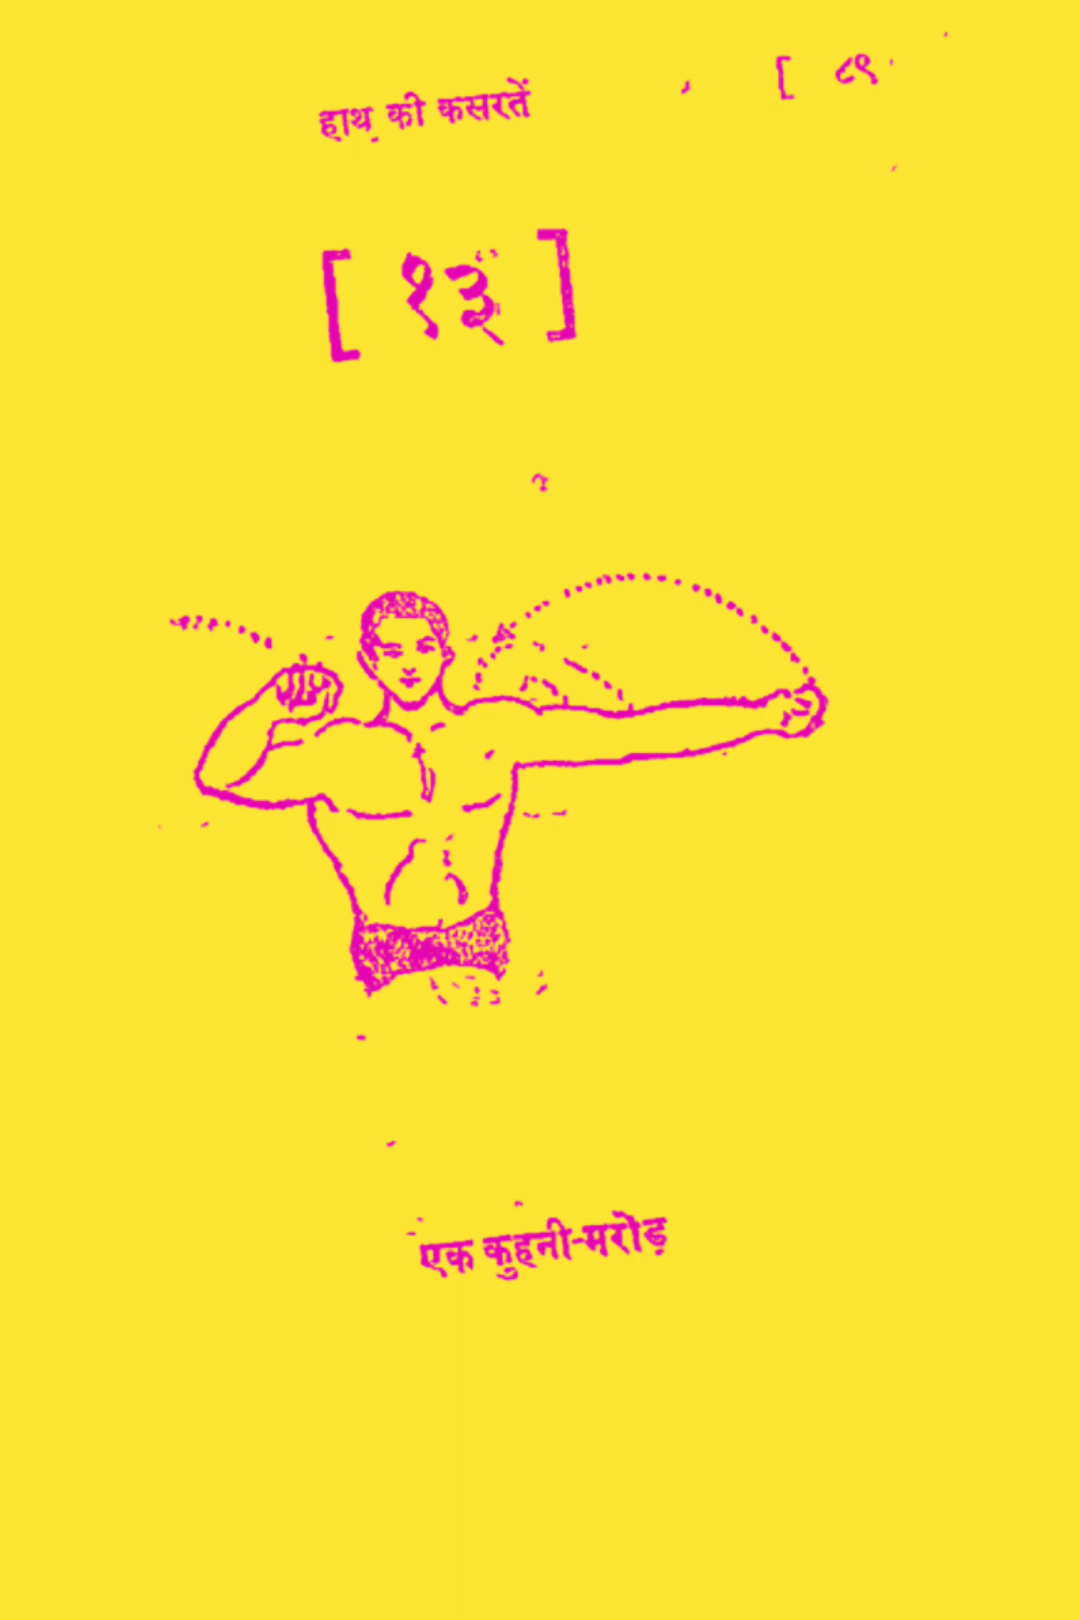 हाथ की कसरतें [ ८९
[ १३ ]
एक कुहनी-मरोड़